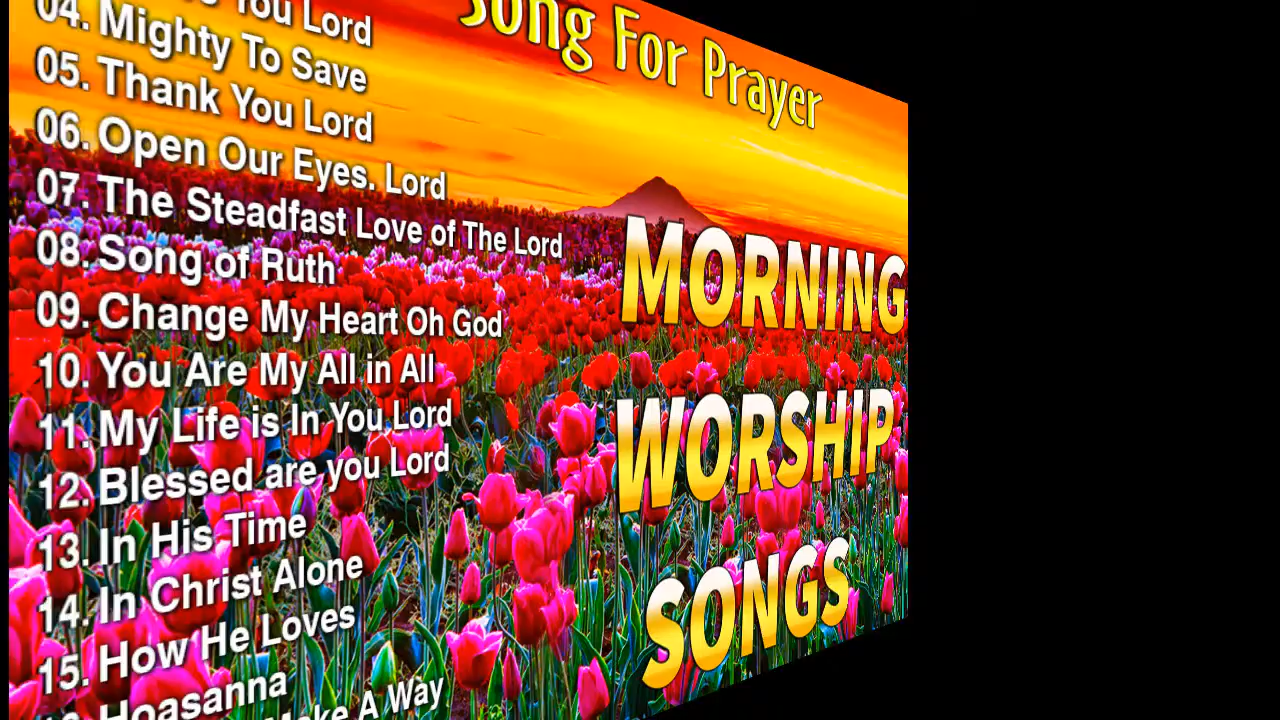 You Lord
04. Mighty To Save
05. Thank You Lord
06. Open Our Eyes. Lord
07. The Steadfast Love of The Lord
08. Song of Ruth
09. Change My Heart Oh God
10. You Are My All in All
11. My Life is In You Lord
12. Blessed are you Lord
13. In His Time
14. In Christ Alone
15. How He Loves
Hoasanna
Make A Way
Song For Prayer
MORNING
WORSHIP
SONGS